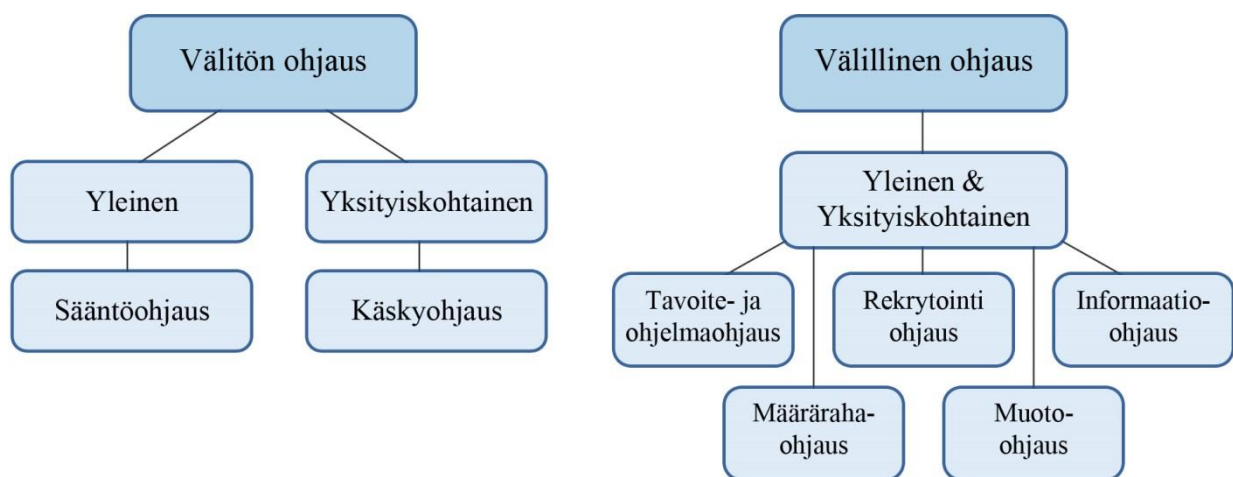 Välitön ohjaus
Yleinen
Yksityiskohtainen
Sääntöohjaus
Käskyohjaus
Välillinen ohjaus
Yleinen &
Yksityiskohtainen
Tavoite- ja
ohjelmaohjaus
Rekrytointi
ohjaus
Informaatio-
ohjaus
Määräraha-
ohjaus
Muoto-
ohjaus